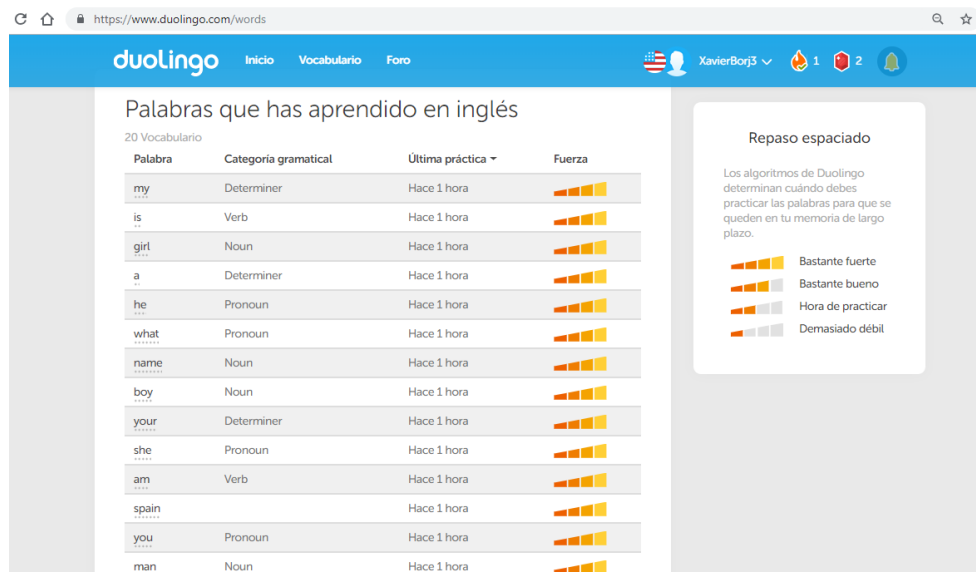 https://www.duolingo.com/words
duolingo Inicio Vocabulario Foro XavierBorj3 1 2
Palabras que has aprendido en inglés
20 Vocabulario
Palabra Categoría gramatical Última práctica Fuerza
my Determiner Hace 1 hora
is Verb Hace 1 hora
girl Noun Hace 1 hora
a Determiner Hace 1 hora
he Pronoun Hace 1 hora
what Pronoun Hace 1 hora
name Noun Hace 1 hora
boy Noun Hace 1 hora
your Determiner Hace 1 hora
she Pronoun Hace 1 hora
am Verb Hace 1 hora
spain Hace 1 hora
you Pronoun Hace 1 hora
man Noun Hace 1 hora
Repaso espaciado
Los algoritmos de Duolingo
determinan cuándo debes
practicar las palabras para que se
queden en tu memoria de largo
plazo.
Bastante fuerte
Bastante bueno
Hora de practicar
Demasiado débil